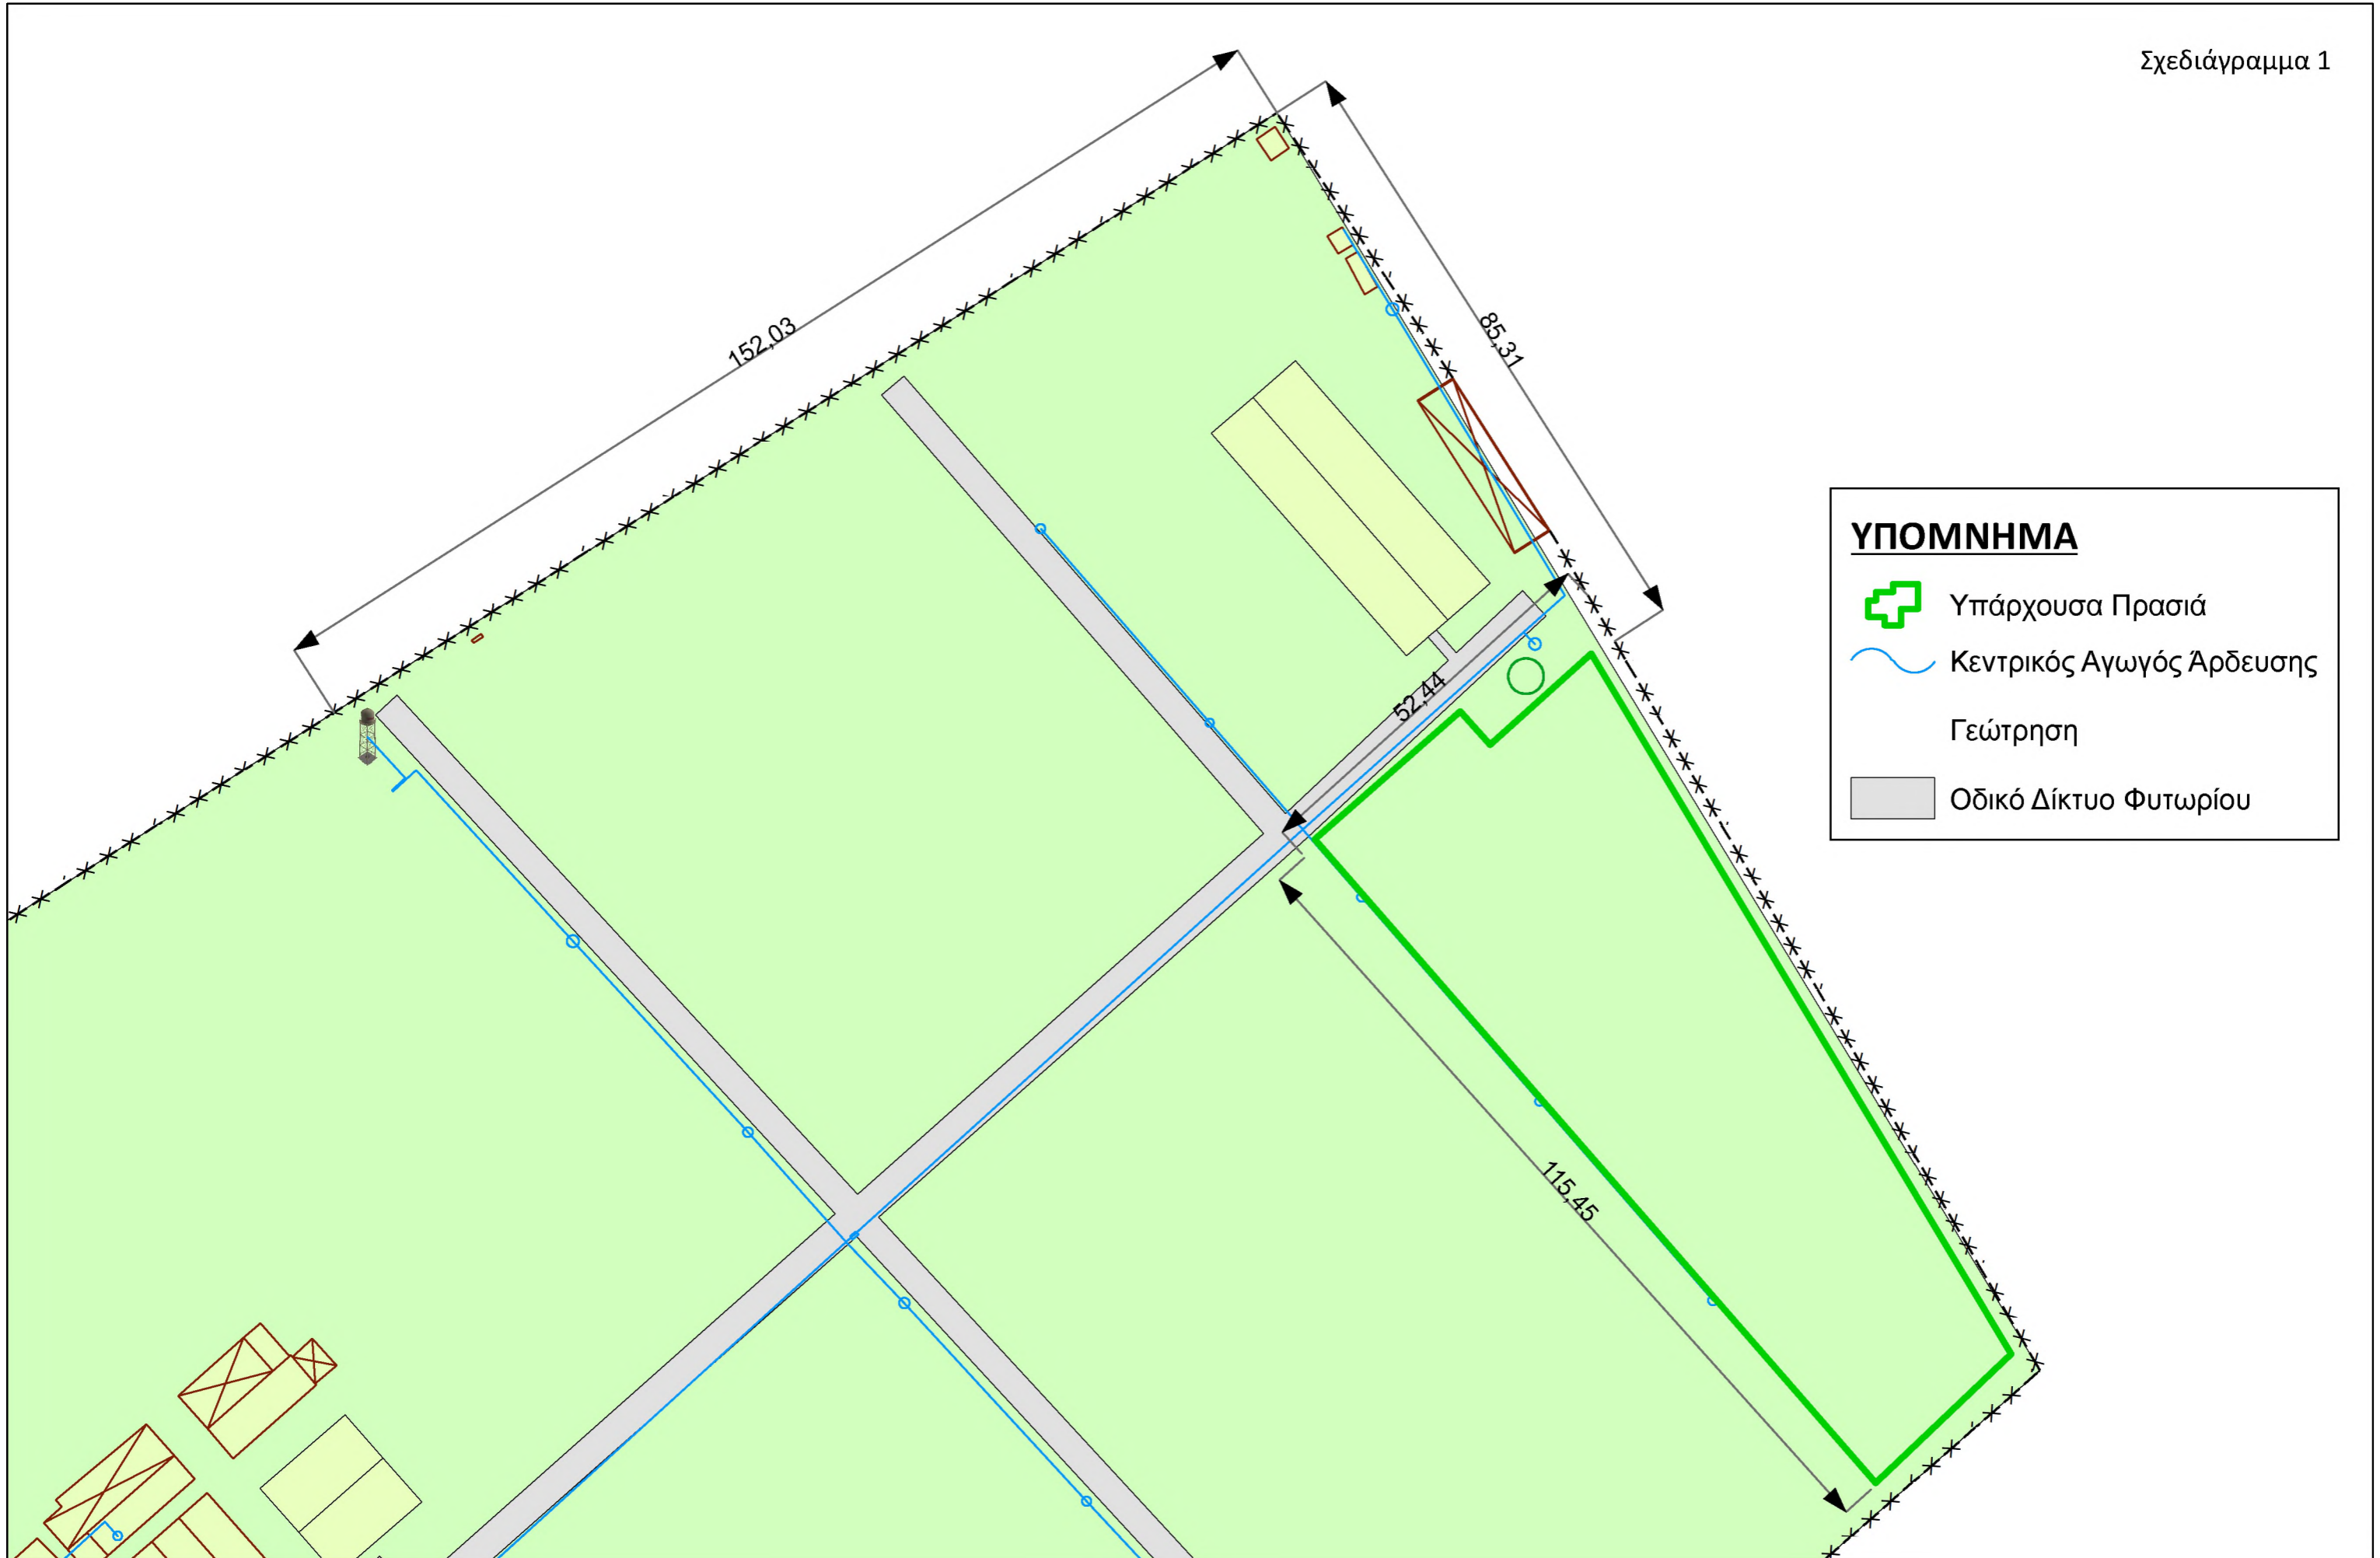 Σχεδιάγραμμα 1
152,03
85,31
ΥΠΟΜΝΗΜΑ
Υπάρχουσα Πρασιά
Κεντρικός Αγωγός Άρδευσης
Γεώτρηση
Οδικό Δίκτυο Φυτωρίου
52,44
115,45